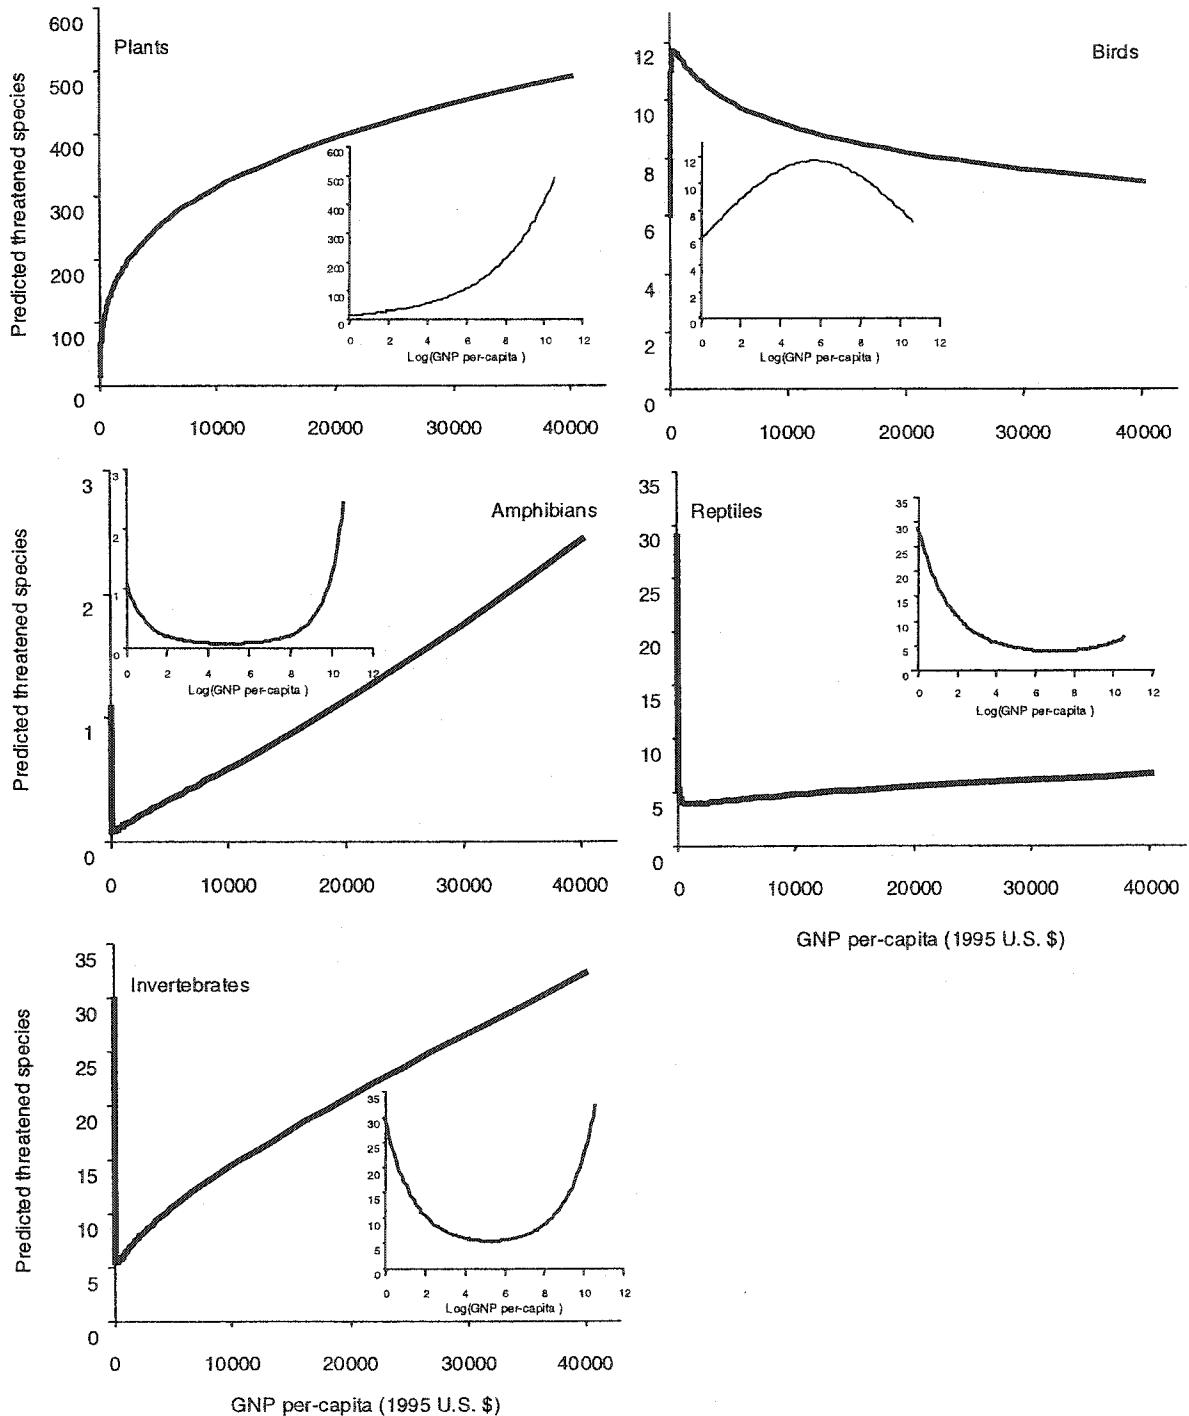 Plants
Predicted threatened species
600
500
400
300
200
100
0
0 10000 20000 30000 40000
600
500
400
300
200
100
0
0 2 4 6 8 10 12
Log(GNP per-capita )
Birds
12
10
8
6
4
2
0
0 10000 20000 30000 40000
12
10
8
6
4
2
0
0 2 4 6 8 10 12
Log(GNP per-capita )
Amphibians
Predicted threatened species
3
2
1
0
0 10000 20000 30000 40000
3
2
1
0
0 2 4 6 8 10 12
Log(GNP per-capita )
Reptiles
35
30
25
20
15
10
5
0
0 10000 20000 30000 40000
GNP per-capita (1995 U.S. $)
35
30
25
20
15
10
5
0
0 2 4 6 8 10 12
Log(GNP per-capita )
Invertebrates
Predicted threatened species
35
30
25
20
15
10
5
0
0 10000 20000 30000 40000
GNP per-capita (1995 U.S. $)
35
30
25
20
15
10
5
0
0 2 4 6 8 10 12
Log(GNP per-capita )